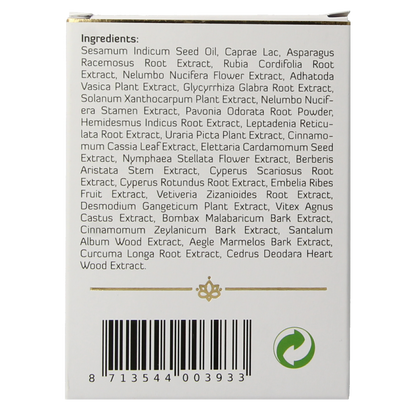 Ingredients:
Sesamum Indicum Seed Oil, Caprae Lac, Asparagus
Racemosus Root Extract, Rubia Cordifolia Root
Extract, Nelumbo Nucifera Flower Extract, Adhatoda
Vasica Plant Extract, Glycyrrhiza Glabra Root Extract,
Solanum Xanthocarpum Plant Extract, Nelumbo Nucif-
era Stamen Extract, Pavonia Odorata Root Powder,
Hemidesmus Indicus Root Extract, Leptadenia Reticu-
lata Root Extract, Uraria Picta Plant Extract, Cinnamo-
mum Cassia Leaf Extract, Elettaria Cardamomum Seed
Extract, Nymphaea Stellata Flower Extract, Berberis
Aristata Stem Extract, Cyperus Scariosus Root
Extract, Cyperus Rotundus Root Extract, Embelia Ribes
Fruit Extract, Vetiveria Zizanioides Root Extract,
Desmodium Gangeticum Plant Extract, Vitex Agnus
Castus Extract, Bombax Malabaricum Bark Extract,
Cinnamomum Zeylanicum Bark Extract, Santalum
Album Wood Extract, Aegle Marmelos Bark Extract,
Curcuma Longa Root Extract, Cedrus Deodara Heart
Wood Extract.
8 713544 003933